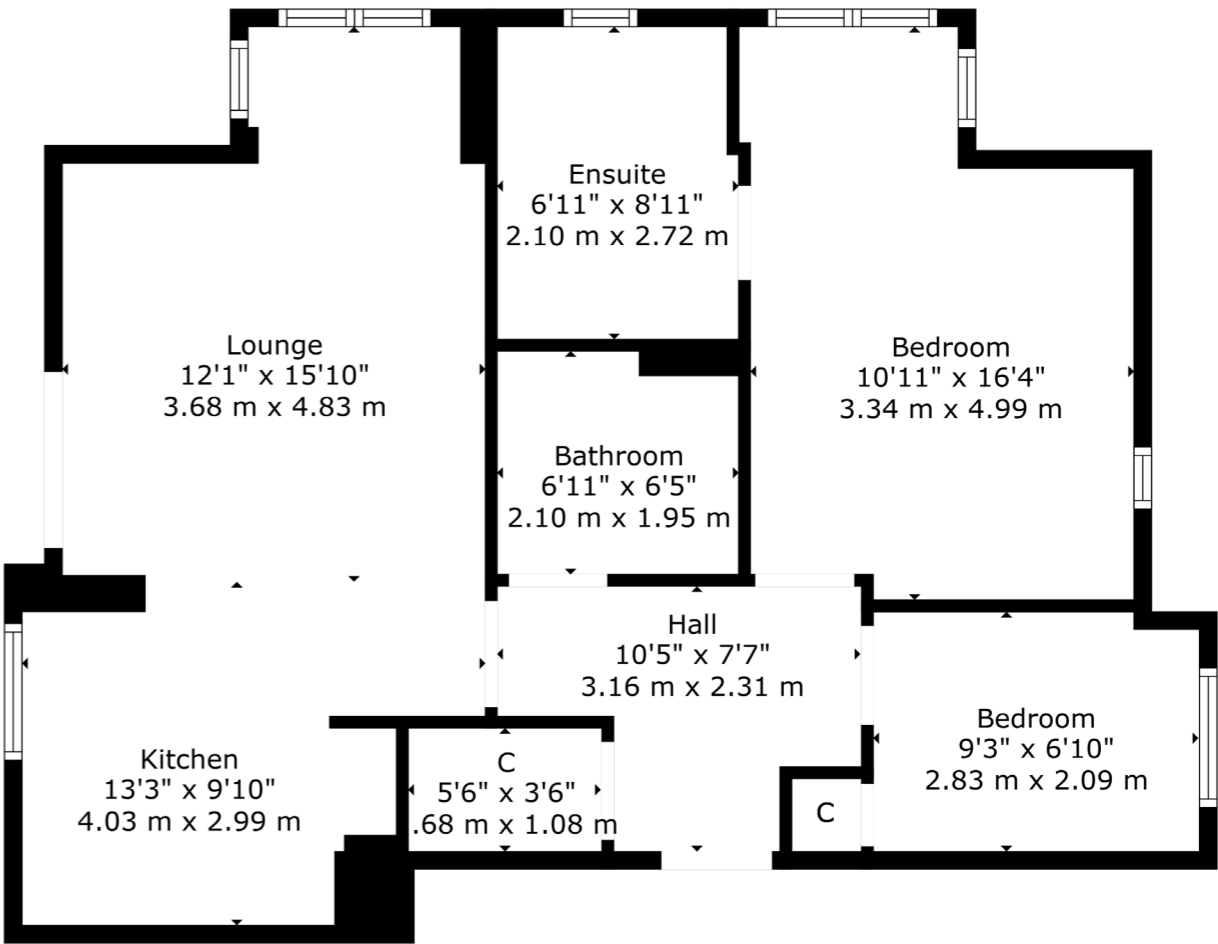 Ensuite
6'11" x 8'11"
2.10 m x 2.72 m
Lounge
12'1" x 15'10"
3.68 m x 4.83 m
Bedroom
10'11" x 16'4"
3.34 m x 4.99 m
Bathroom
6'11" x 6'5"
2.10 m x 1.95 m
Hall
10'5" x 7'7"
3.16 m x 2.31 m
Bedroom
9'3" x 6'10"
2.83 m x 2.09 m
Kitchen
13'3" x 9'10"
4.03 m x 2.99 m
C
5'6" x 3'6"
.68 m x 1.08 m
C